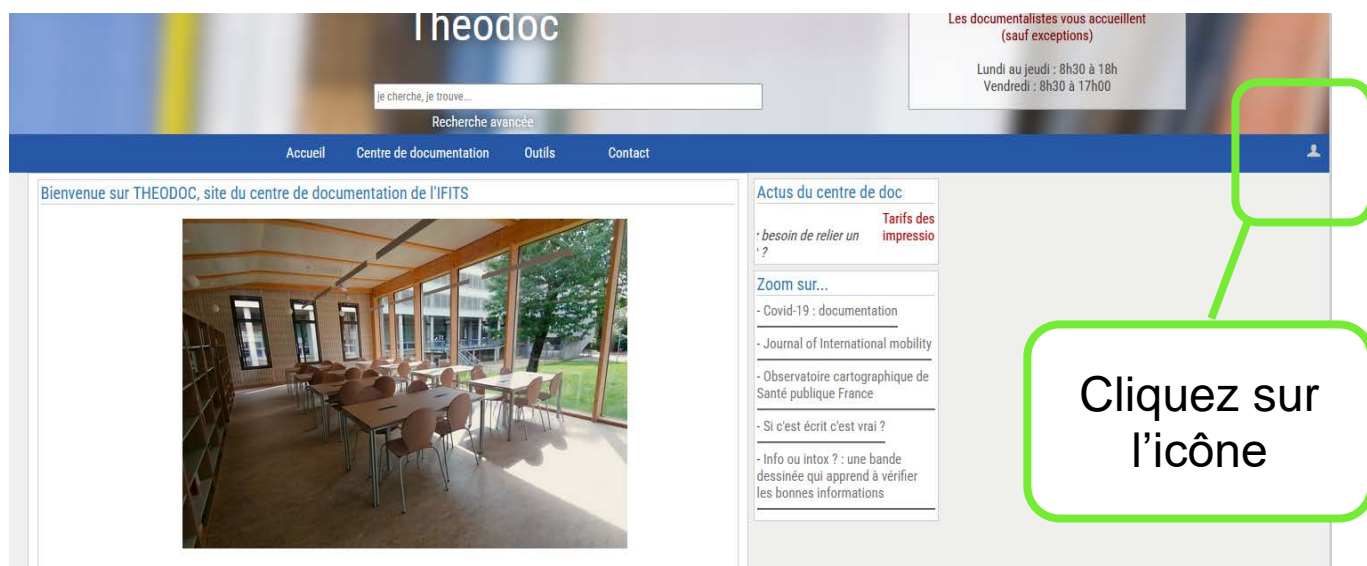 Theodoc
Les documentalistes vous accueillent
(sauf exceptions)
Lundi au jeudi : 8h30 à 18h
Vendredi : 8h30 à 17h00
je cherche, je trouve...
Recherche avancée
Accueil Centre de documentation Outils Contact
Bienvenue sur THEODOC, site du centre de documentation de l'IFITS
Actus du centre de doc
: besoin de relier un
' ?
Tarifs des
impressio
Zoom sur...
- Covid-19 : documentation
- Journal of International mobility
- Observatoire cartographique de
Santé publique France
- Si c'est écrit c'est vrai ?
- Info ou intox ? : une bande
dessinée qui apprend à vérifier
les bonnes informations
Cliquez sur
l’icône